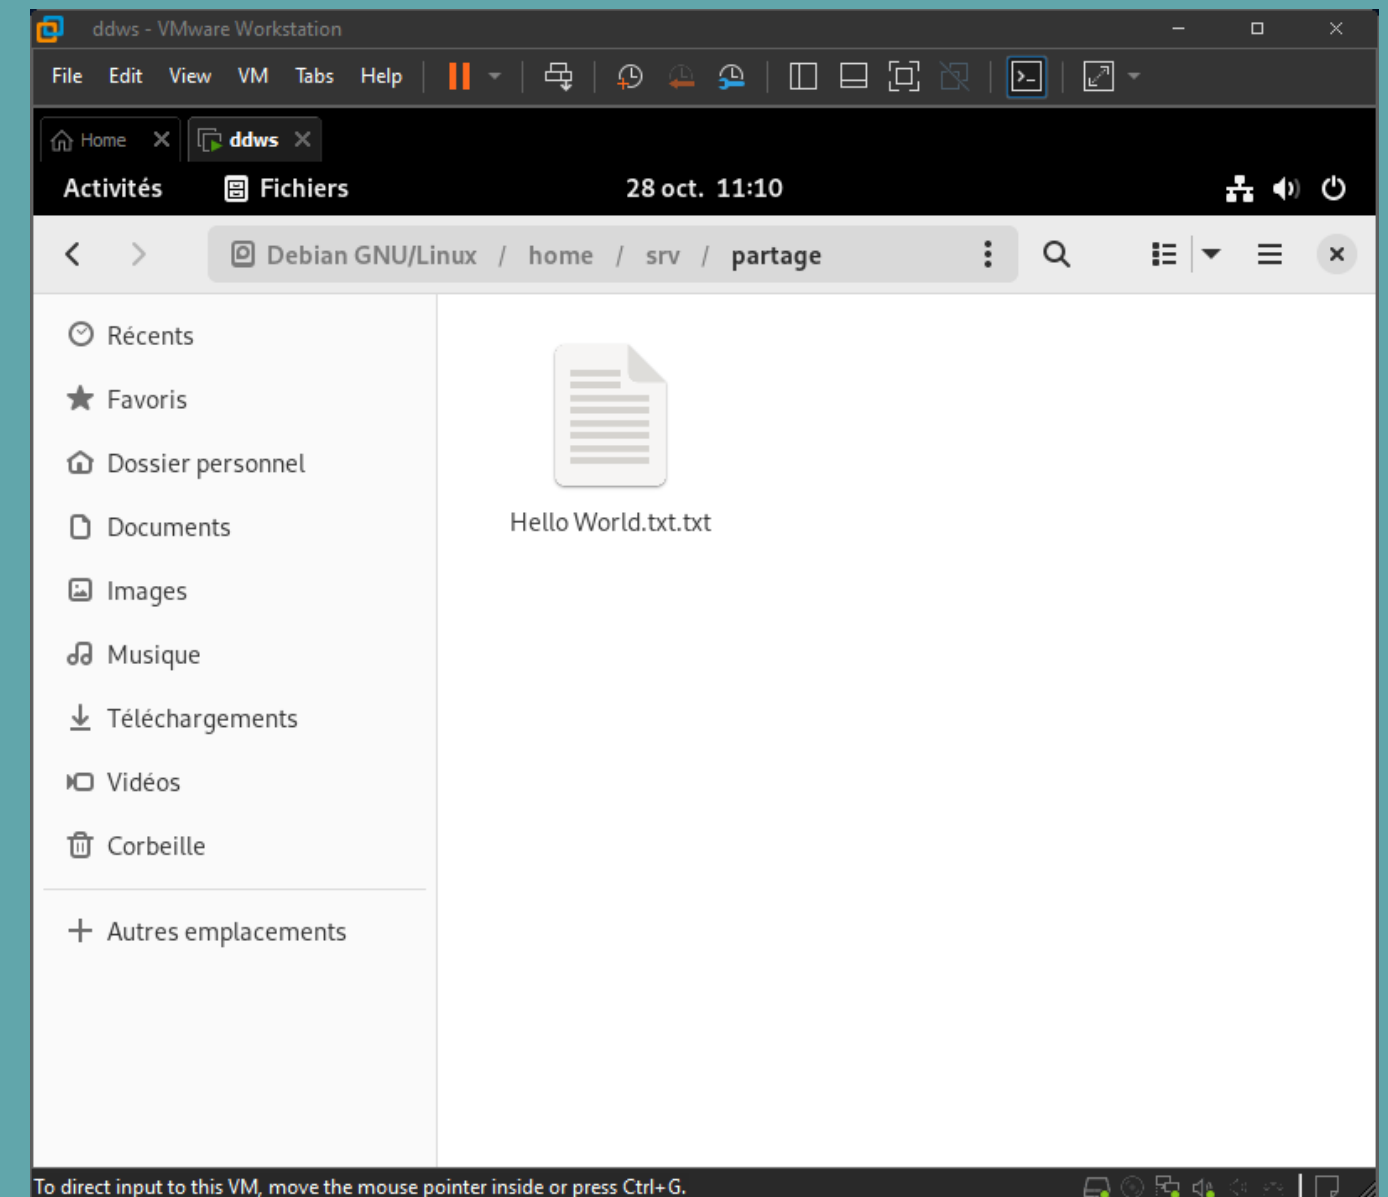 ddws - VMware Workstation
File Edit View VM Tabs Help
Home ddws
Activités Fichiers 28 oct. 11:10
Debian GNU/Linux / home / srv / partage
Récents
Favoris
Dossier personnel
Documents
Images
Musique
Téléchargements
Vidéos
Corbeille
Autres emplacements
Hello World.txt.txt
To direct input to this VM, move the mouse pointer inside or press Ctrl+G.